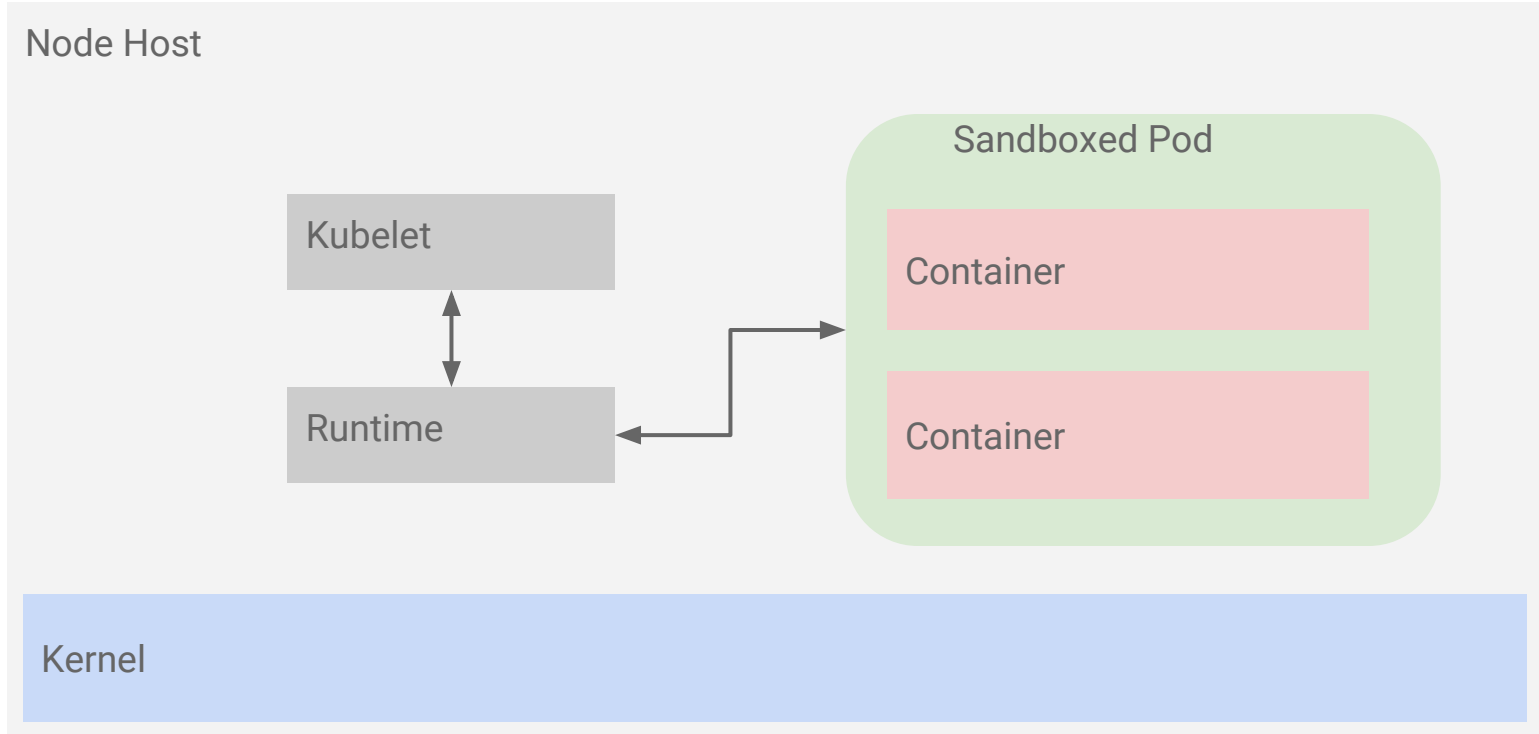 Node Host
Sandboxed Pod
Kubelet
Container
Runtime
Container
Kernel